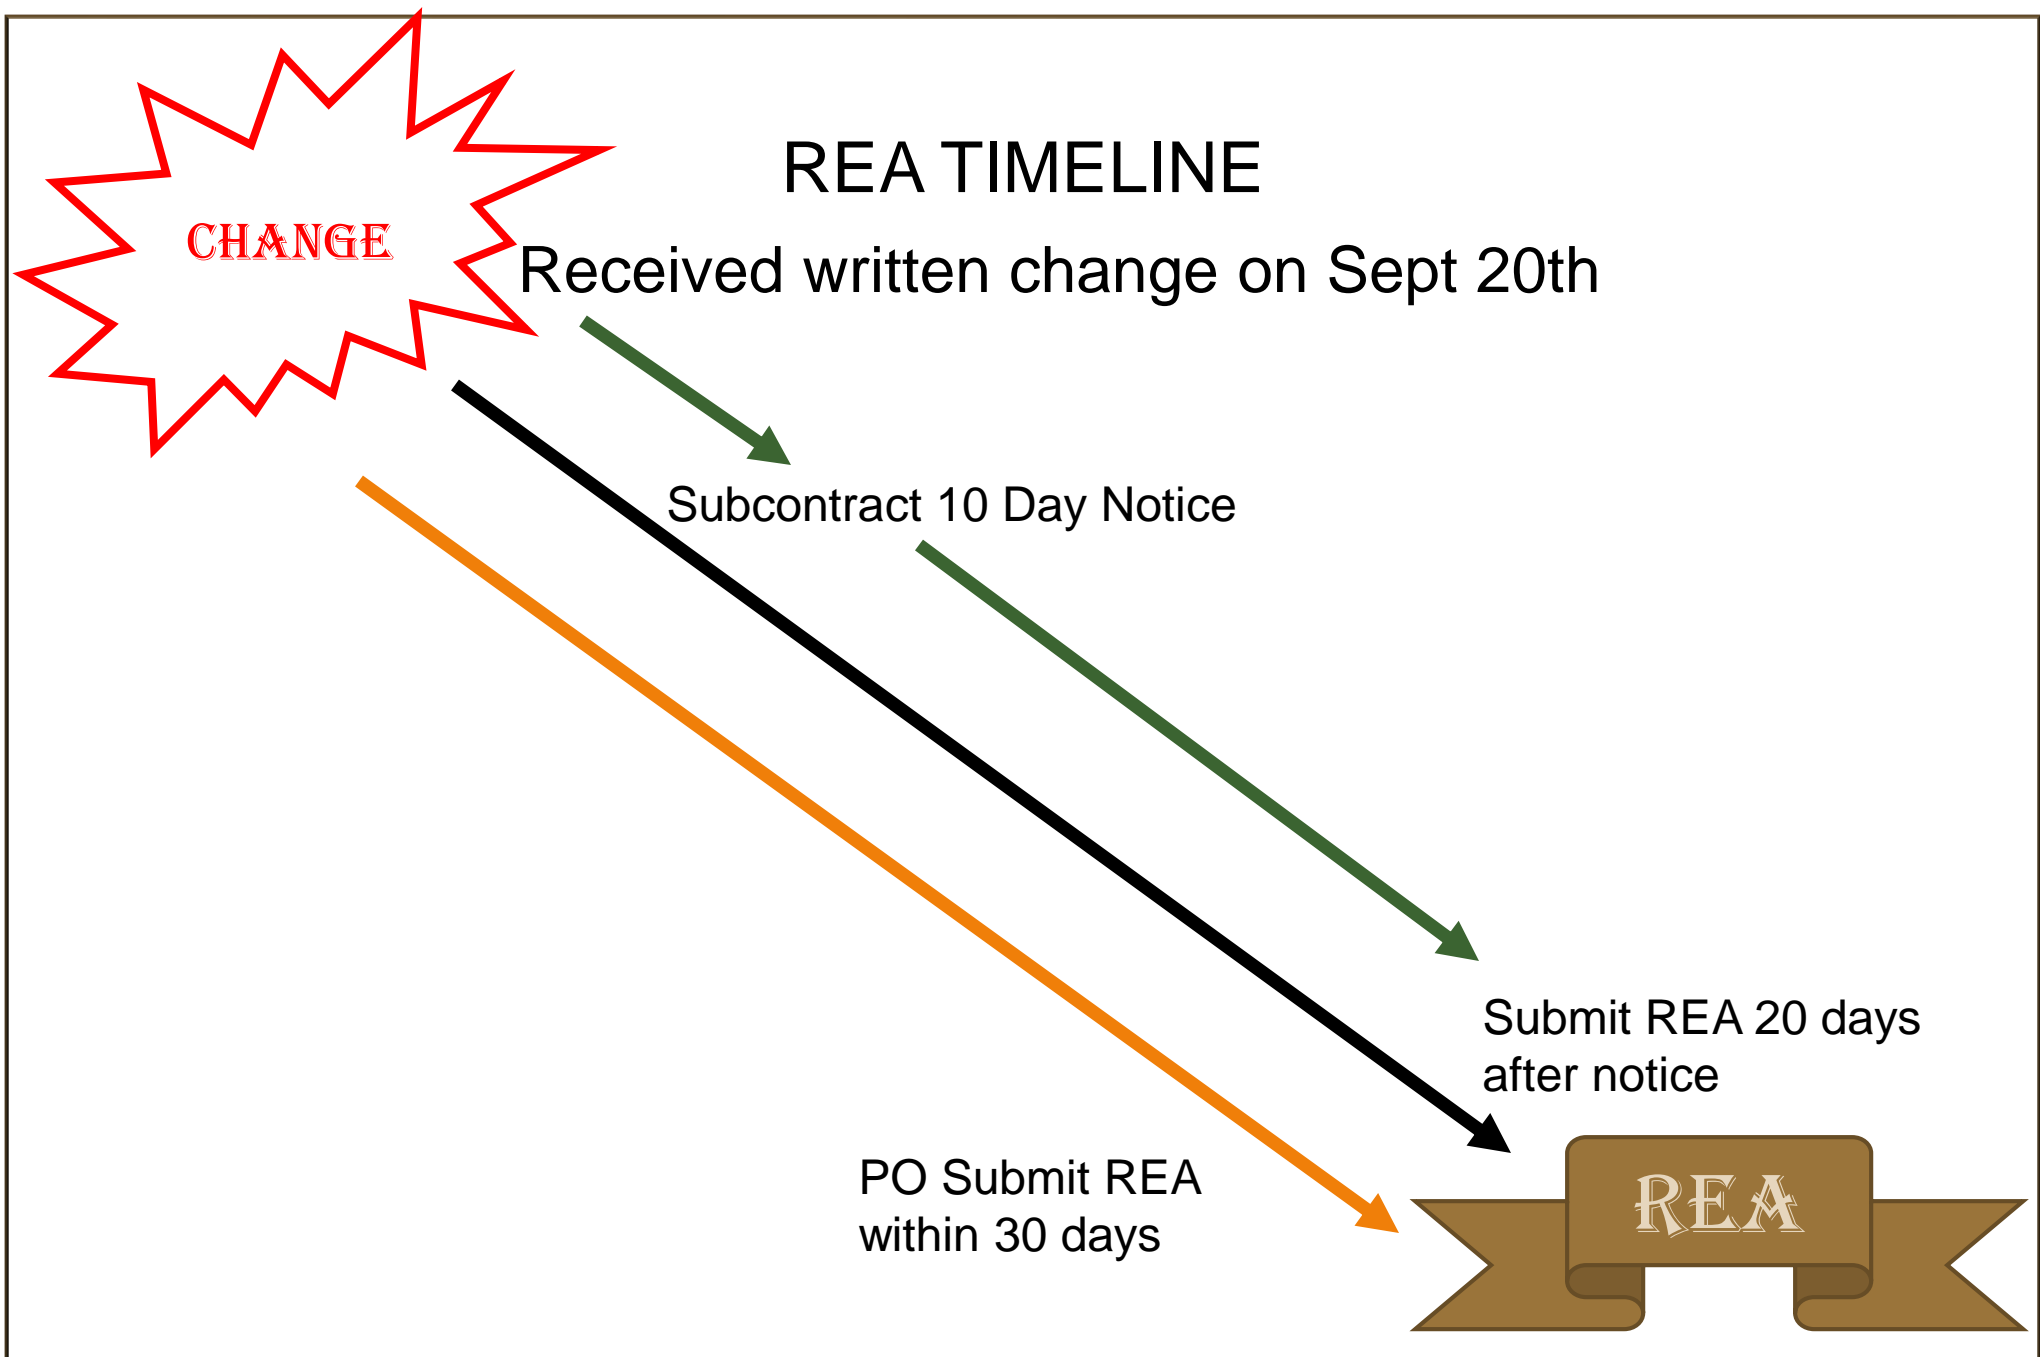 CHANGE
REA TIMELINE
Received written change on Sept 20th
Subcontract 10 Day Notice
Submit REA 20 days
after notice
PO Submit REA
within 30 days
REA